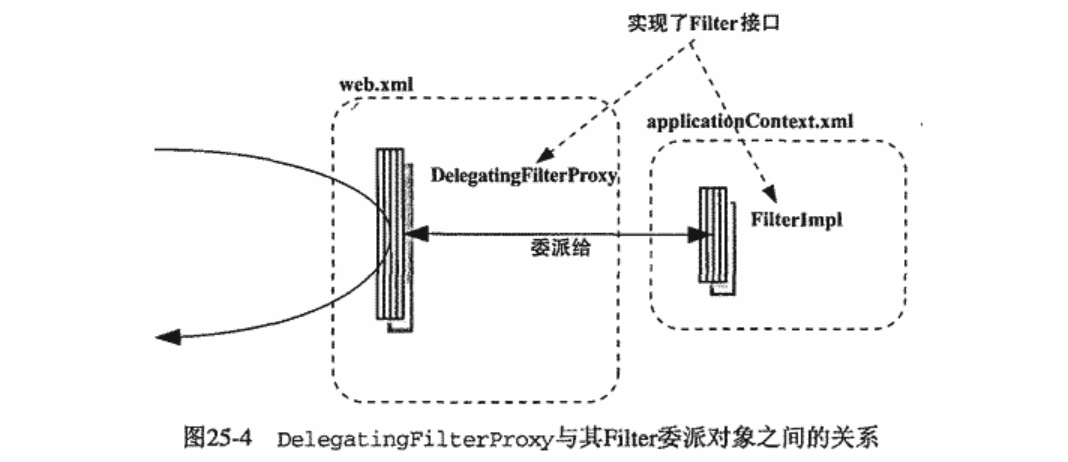 实现了Filter接口
web.xml
applicationContext.xml
DelegatingFilterProxy
FilterImpl
委派给
图25-4 DelegatingFilterProxy与其Filter委派对象之间的关系